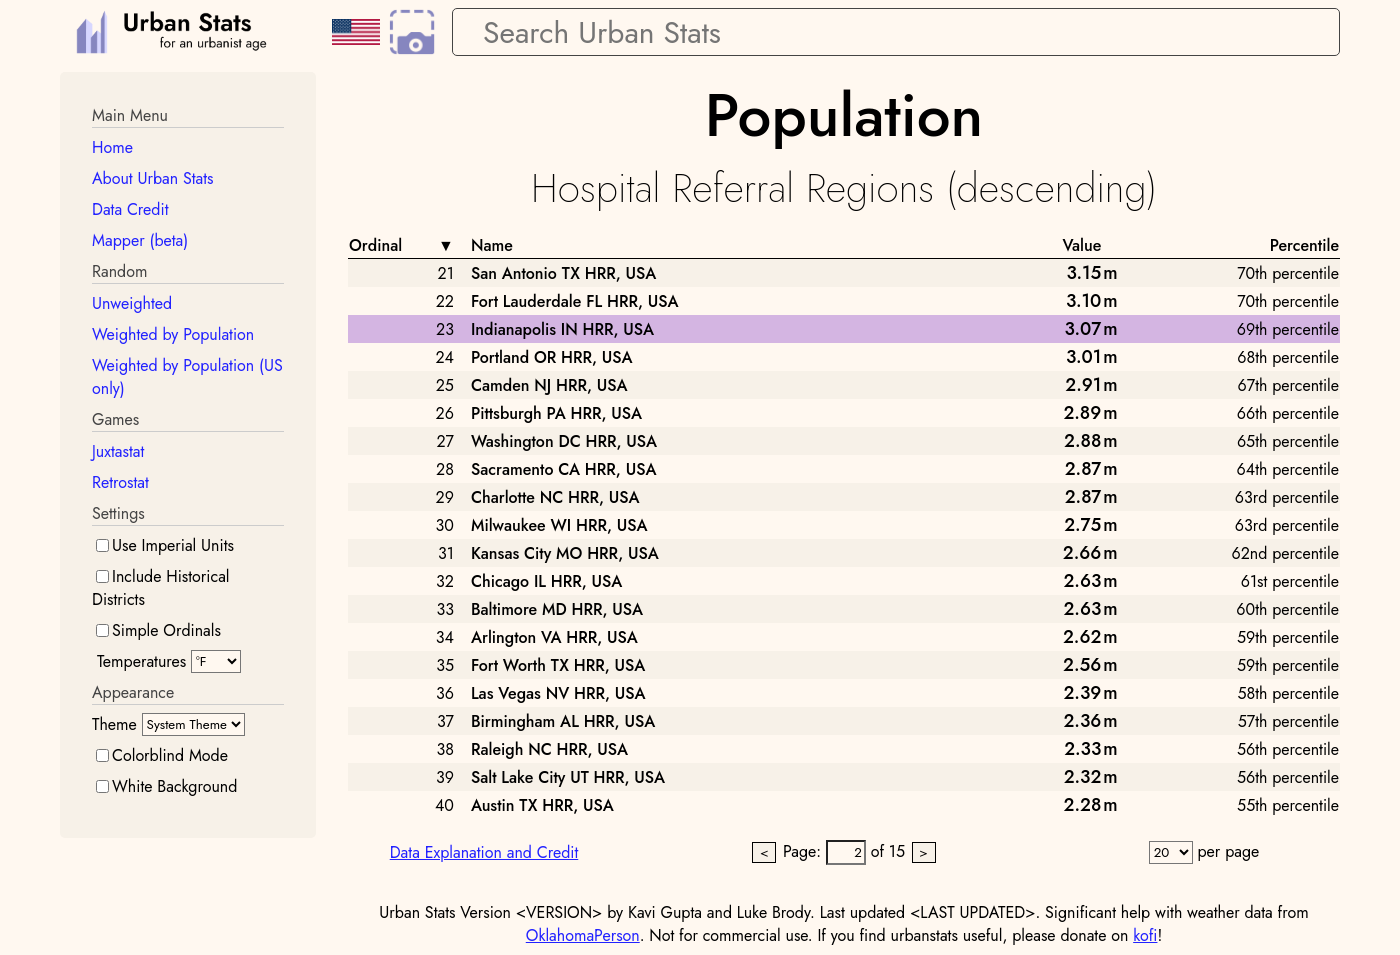 Urban Stats
for an urbanist age
Search Urban Stats
Main Menu
Home
About Urban Stats
Data Credit
Mapper (beta)
Random
Unweighted
Weighted by Population
Weighted by Population (US
only)
Games
Juxtastat
Retrostat
Settings
Use Imperial Units
Include Historical
Districts
Simple Ordinals
Temperatures °F
Appearance
Theme System Theme
Colorblind Mode
White Background
Population
Hospital Referral Regions (descending)
Ordinal ▼ Name Value Percentile
21 San Antonio TX HRR, USA 3.15 m 70th percentile
22 Fort Lauderdale FL HRR, USA 3.10 m 70th percentile
23 Indianapolis IN HRR, USA 3.07 m 69th percentile
24 Portland OR HRR, USA 3.01 m 68th percentile
25 Camden NJ HRR, USA 2.91 m 67th percentile
26 Pittsburgh PA HRR, USA 2.89 m 66th percentile
27 Washington DC HRR, USA 2.88 m 65th percentile
28 Sacramento CA HRR, USA 2.87 m 64th percentile
29 Charlotte NC HRR, USA 2.87 m 63rd percentile
30 Milwaukee WI HRR, USA 2.75 m 63rd percentile
31 Kansas City MO HRR, USA 2.66 m 62nd percentile
32 Chicago IL HRR, USA 2.63 m 61st percentile
33 Baltimore MD HRR, USA 2.63 m 60th percentile
34 Arlington VA HRR, USA 2.62 m 59th percentile
35 Fort Worth TX HRR, USA 2.56 m 59th percentile
36 Las Vegas NV HRR, USA 2.39 m 58th percentile
37 Birmingham AL HRR, USA 2.36 m 57th percentile
38 Raleigh NC HRR, USA 2.33 m 56th percentile
39 Salt Lake City UT HRR, USA 2.32 m 56th percentile
40 Austin TX HRR, USA 2.28 m 55th percentile
Data Explanation and Credit < Page: 2 of 15 > 20 per page
Urban Stats Version <VERSION> by Kavi Gupta and Luke Brody. Last updated <LAST UPDATED>. Significant help with weather data from
OklahomaPerson. Not for commercial use. If you find urbanstats useful, please donate on kofi!